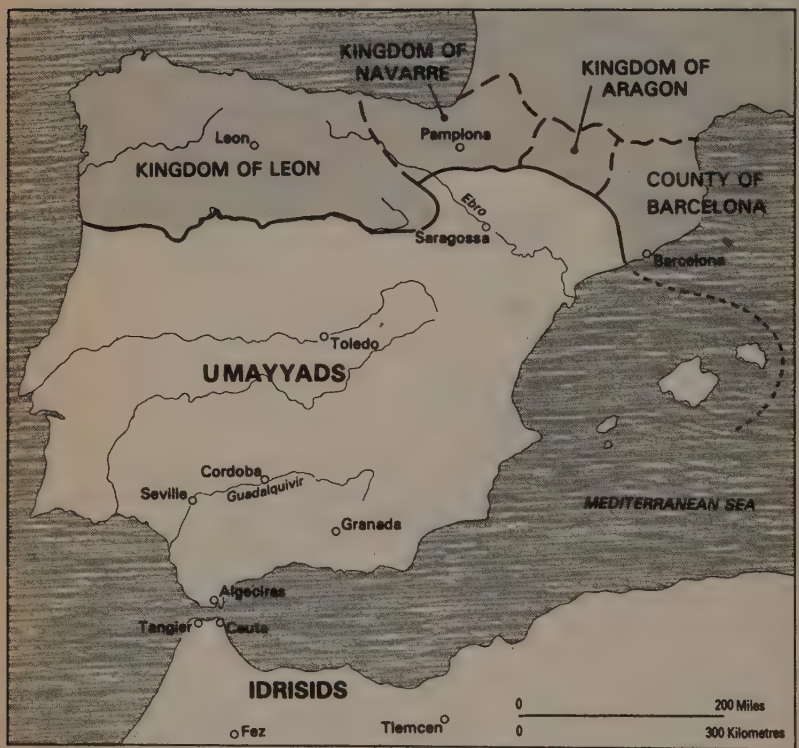 KINGDOM OF
NAVARRE
KINGDOM OF
ARAGON
Leon
Pamplona
KINGDOM OF LEON
COUNTY OF
BARCELONA
Ebro
Saragossa
Barcelona
Toledo
UMAYYADS
Cordoba
Seville
Guadalquivir
MEDITERRANEAN SEA
Granada
Algeciras
Tangier
Ceuta
IDRISIDS
0 200 Miles
Fez
Tlemcen
0 300 Kilometres